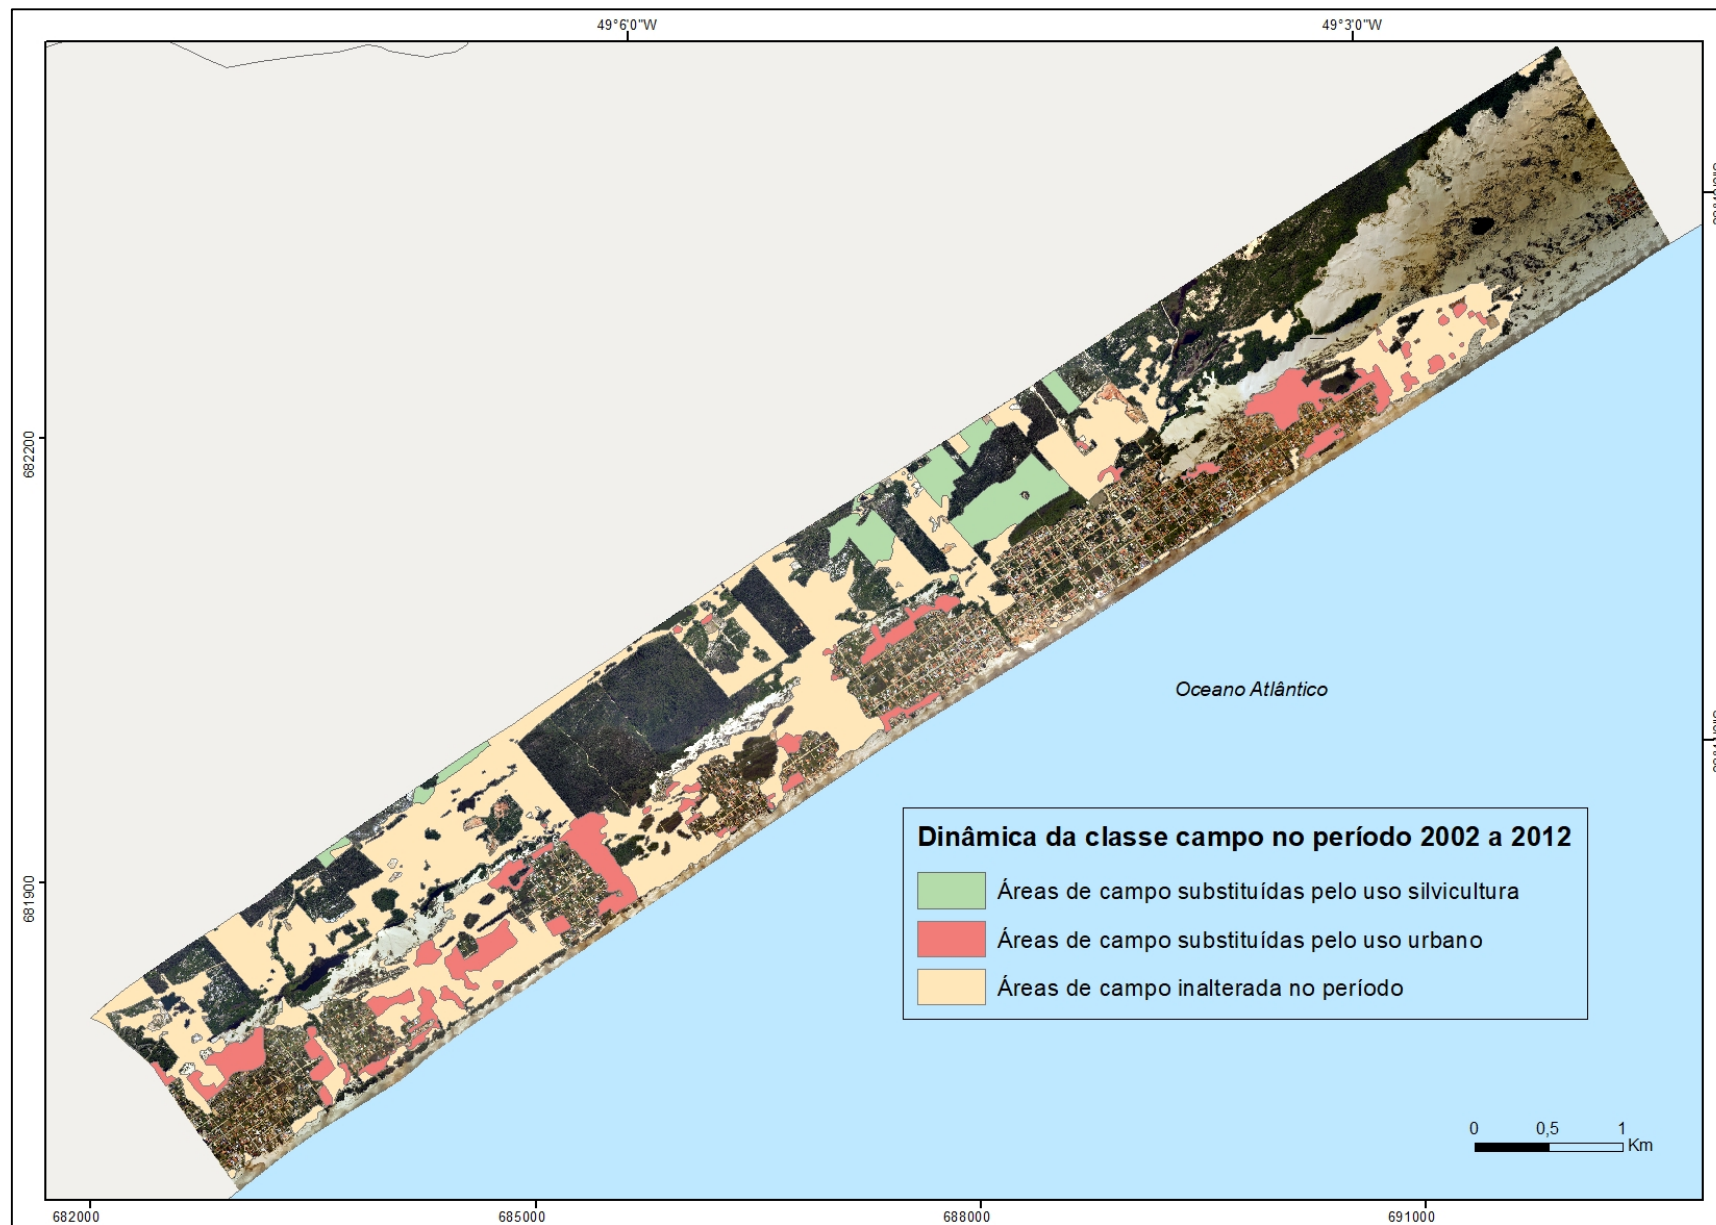 49°6'0"W
49°3'0"W
682200
681900
Oceano Atlântico
Dinâmica da classe campo no período 2002 a 2012
Áreas de campo substituídas pelo uso silvicultura
Áreas de campo substituídas pelo uso urbano
Áreas de campo inalterada no período
0 0,5 1
Km
682000
685000
688000
691000